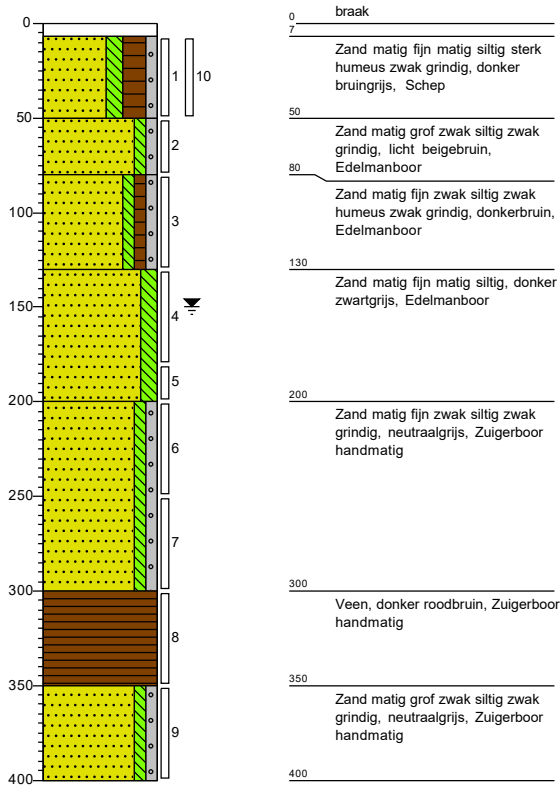 0
50
100
150
200
250
300
350
400
1
10
2
3
4
5
6
7
8
9
0
braak
7
Zand matig fijn matig siltig sterk
humeus zwak grindig, donker
bruingrijs, Schep
50
Zand matig grof zwak siltig zwak
grindig, licht beigebruin,
Edelmanboor
80
Zand matig fijn zwak siltig zwak
humeus zwak grindig, donkerbruin,
Edelmanboor
130
Zand matig fijn matig siltig, donker
zwartgrijs, Edelmanboor
200
Zand matig fijn zwak siltig zwak
grindig, neutraalgrijs, Zuigerboor
handmatig
300
Veen, donker roodbruin, Zuigerboor
handmatig
350
Zand matig grof zwak siltig zwak
grindig, neutraalgrijs, Zuigerboor
handmatig
400